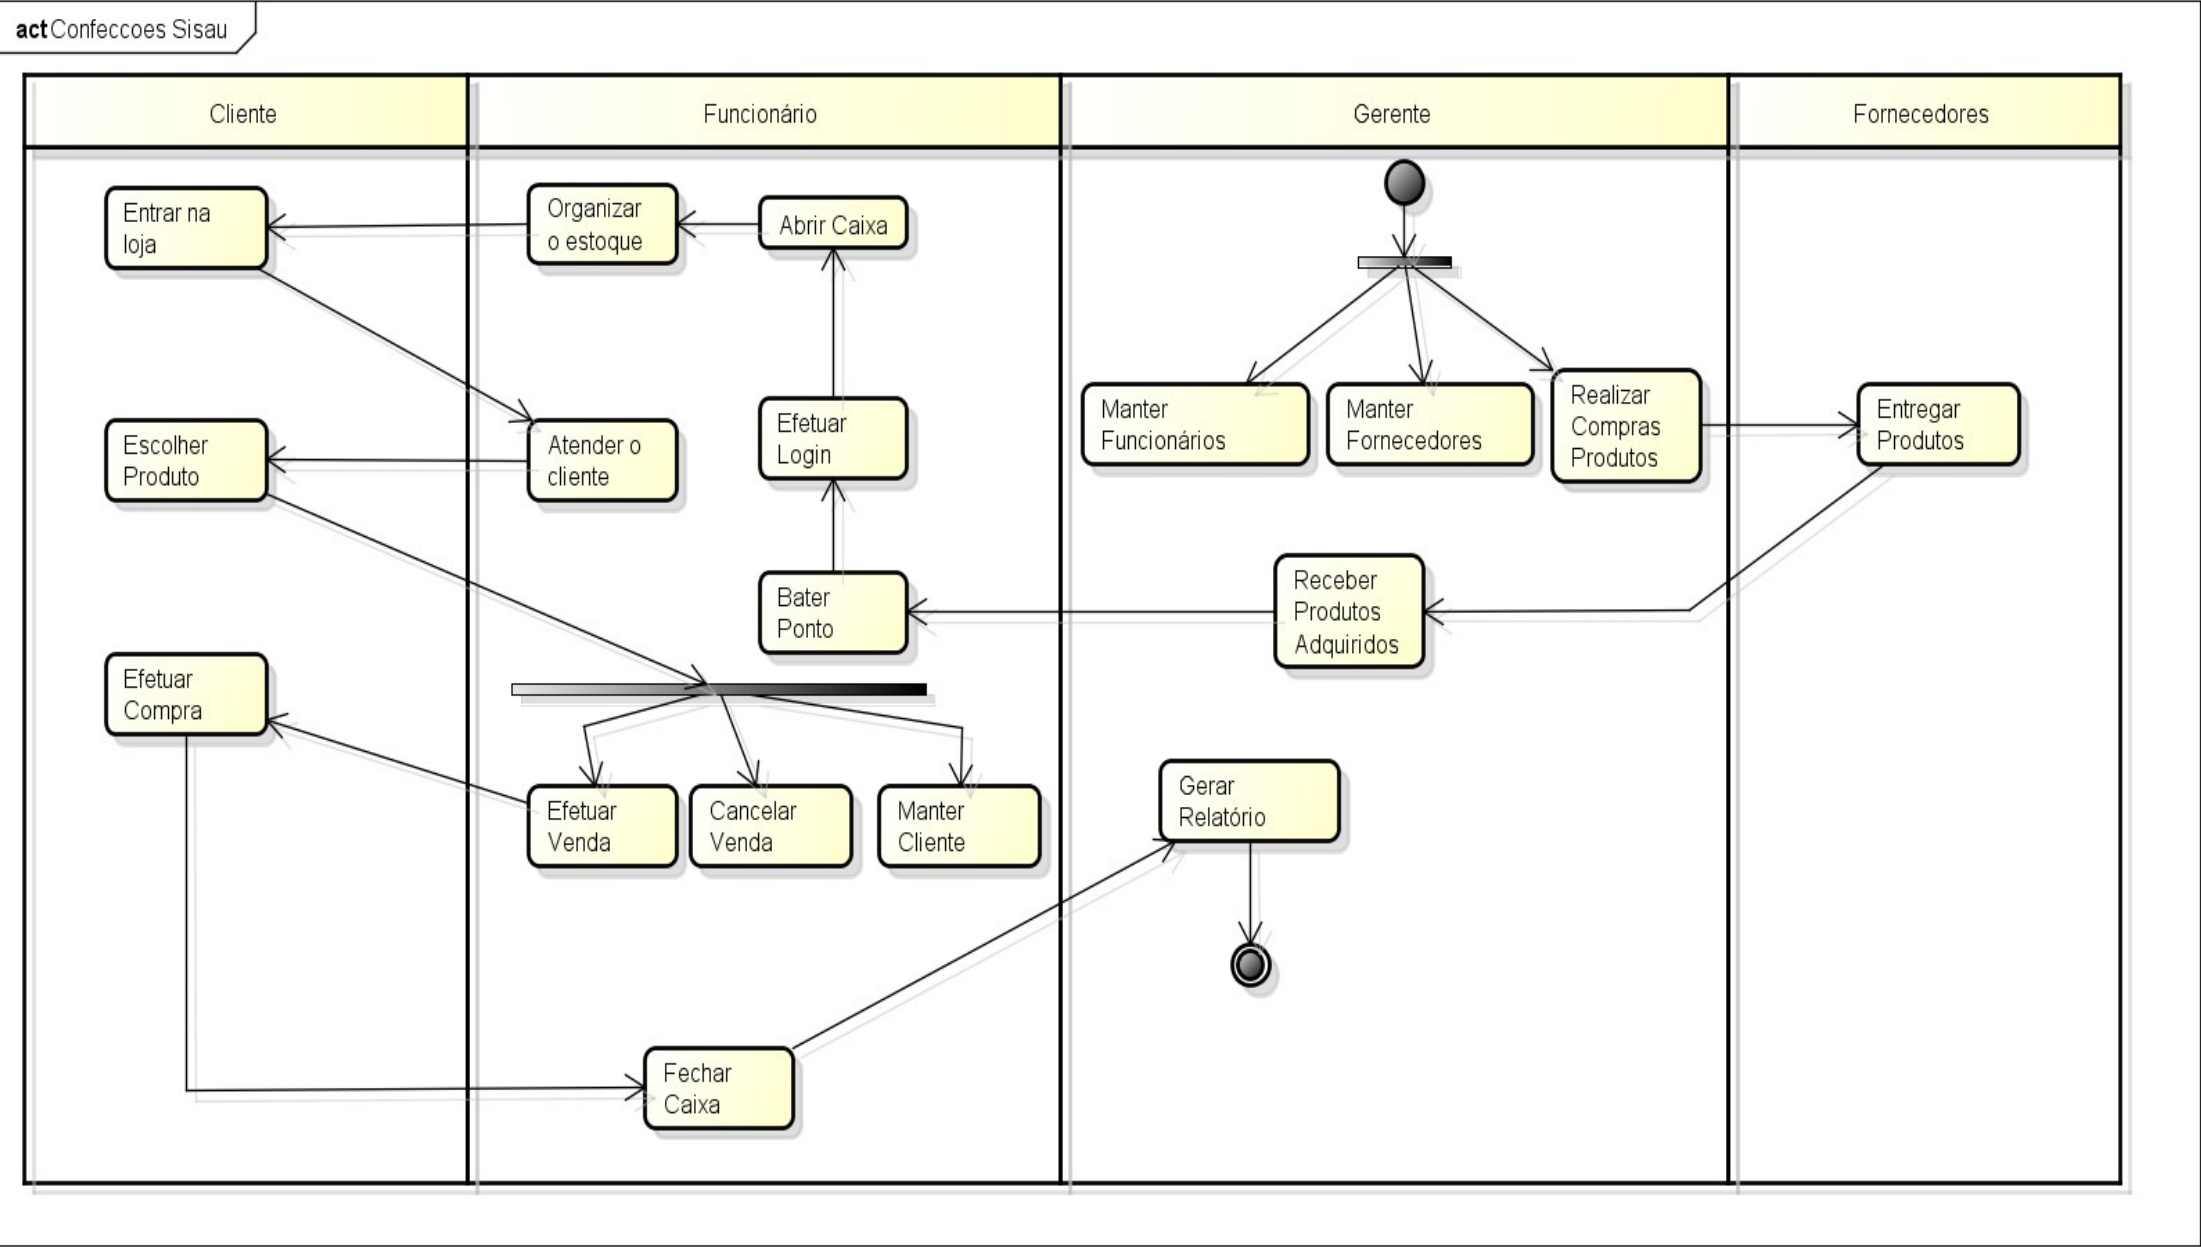 act Confeccoes Sisau
Cliente
Funcionário
Gerente
Fornecedores
Entrar na
loja
Organizar
o estoque
Abrir Caixa
Escolher
Produto
Atender o
cliente
Efetuar
Login
Manter
Funcionários
Manter
Fornecedores
Realizar
Compras
Produtos
Entregar
Produtos
Bater
Ponto
Receber
Produtos
Adquiridos
Efetuar
Compra
Efetuar
Venda
Cancelar
Venda
Manter
Cliente
Gerar
Relatório
Fechar
Caixa